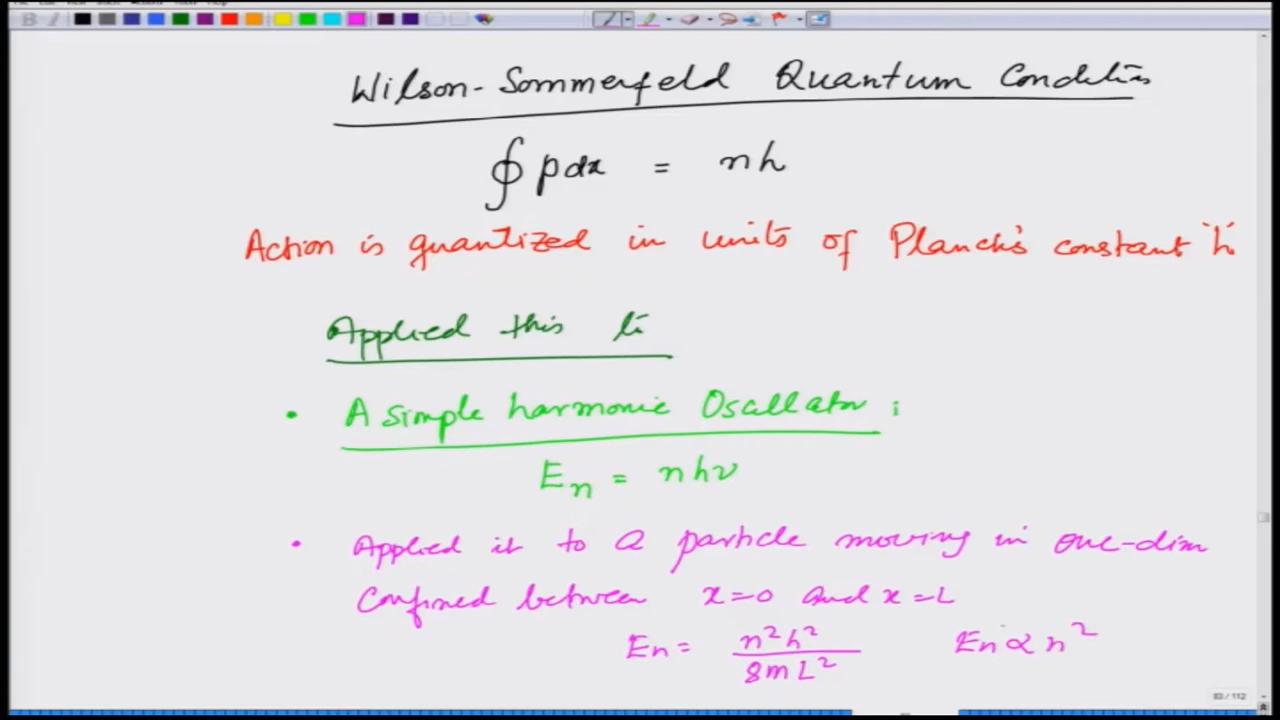 Wilson-Sommerfeld Quantum Condition
∮ p dx = nh
Action is quantized in units of Planck's constant 'h'
Applied this to
• A simple harmonic Oscillator :
En = nhν
• Applied it to a particle moving in one-dim
confined between x=0 and x=L
En = n²h² / 8mL² En ∝ n²
83 / 112